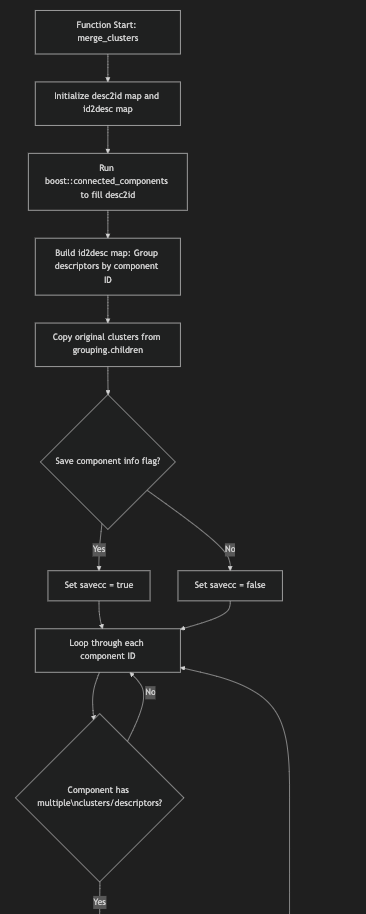 Function Start:
merge_clusters
Initialize desc2id map and
id2desc map
Run
boost::connected_components
to fill desc2id
Build id2desc map: Group
descriptors by component
ID
Copy original clusters from
grouping.children
Save component info flag?
Yes
No
Set savecc = true
Set savecc = false
Loop through each
component ID
No
Component has
multiple\nclusters/descriptors?
Yes